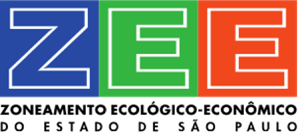 ZEE
ZONEAMENTO ECOLÓGICO-ECONÔMICO
DO ESTADO DE SÃO PAULO